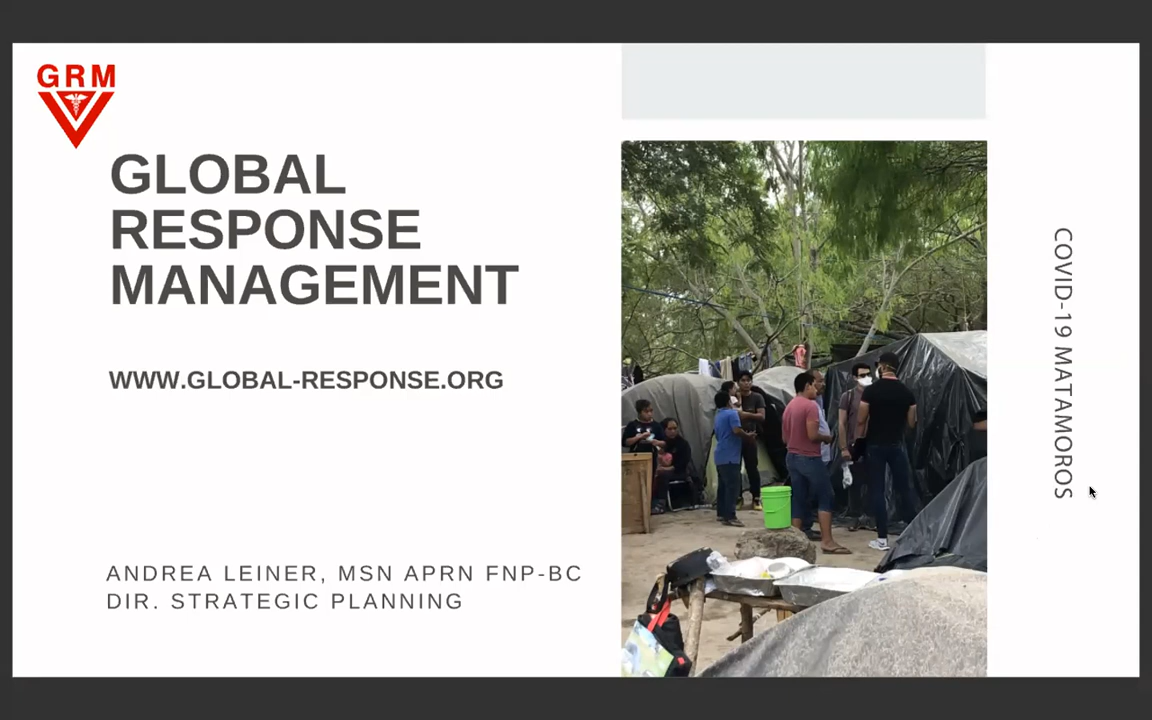 GRM
GLOBAL
RESPONSE
MANAGEMENT
WWW.GLOBAL-RESPONSE.ORG
ANDREA LEINER, MSN APRN FNP-BC
DIR. STRATEGIC PLANNING
COVID-19 MATAMOROS